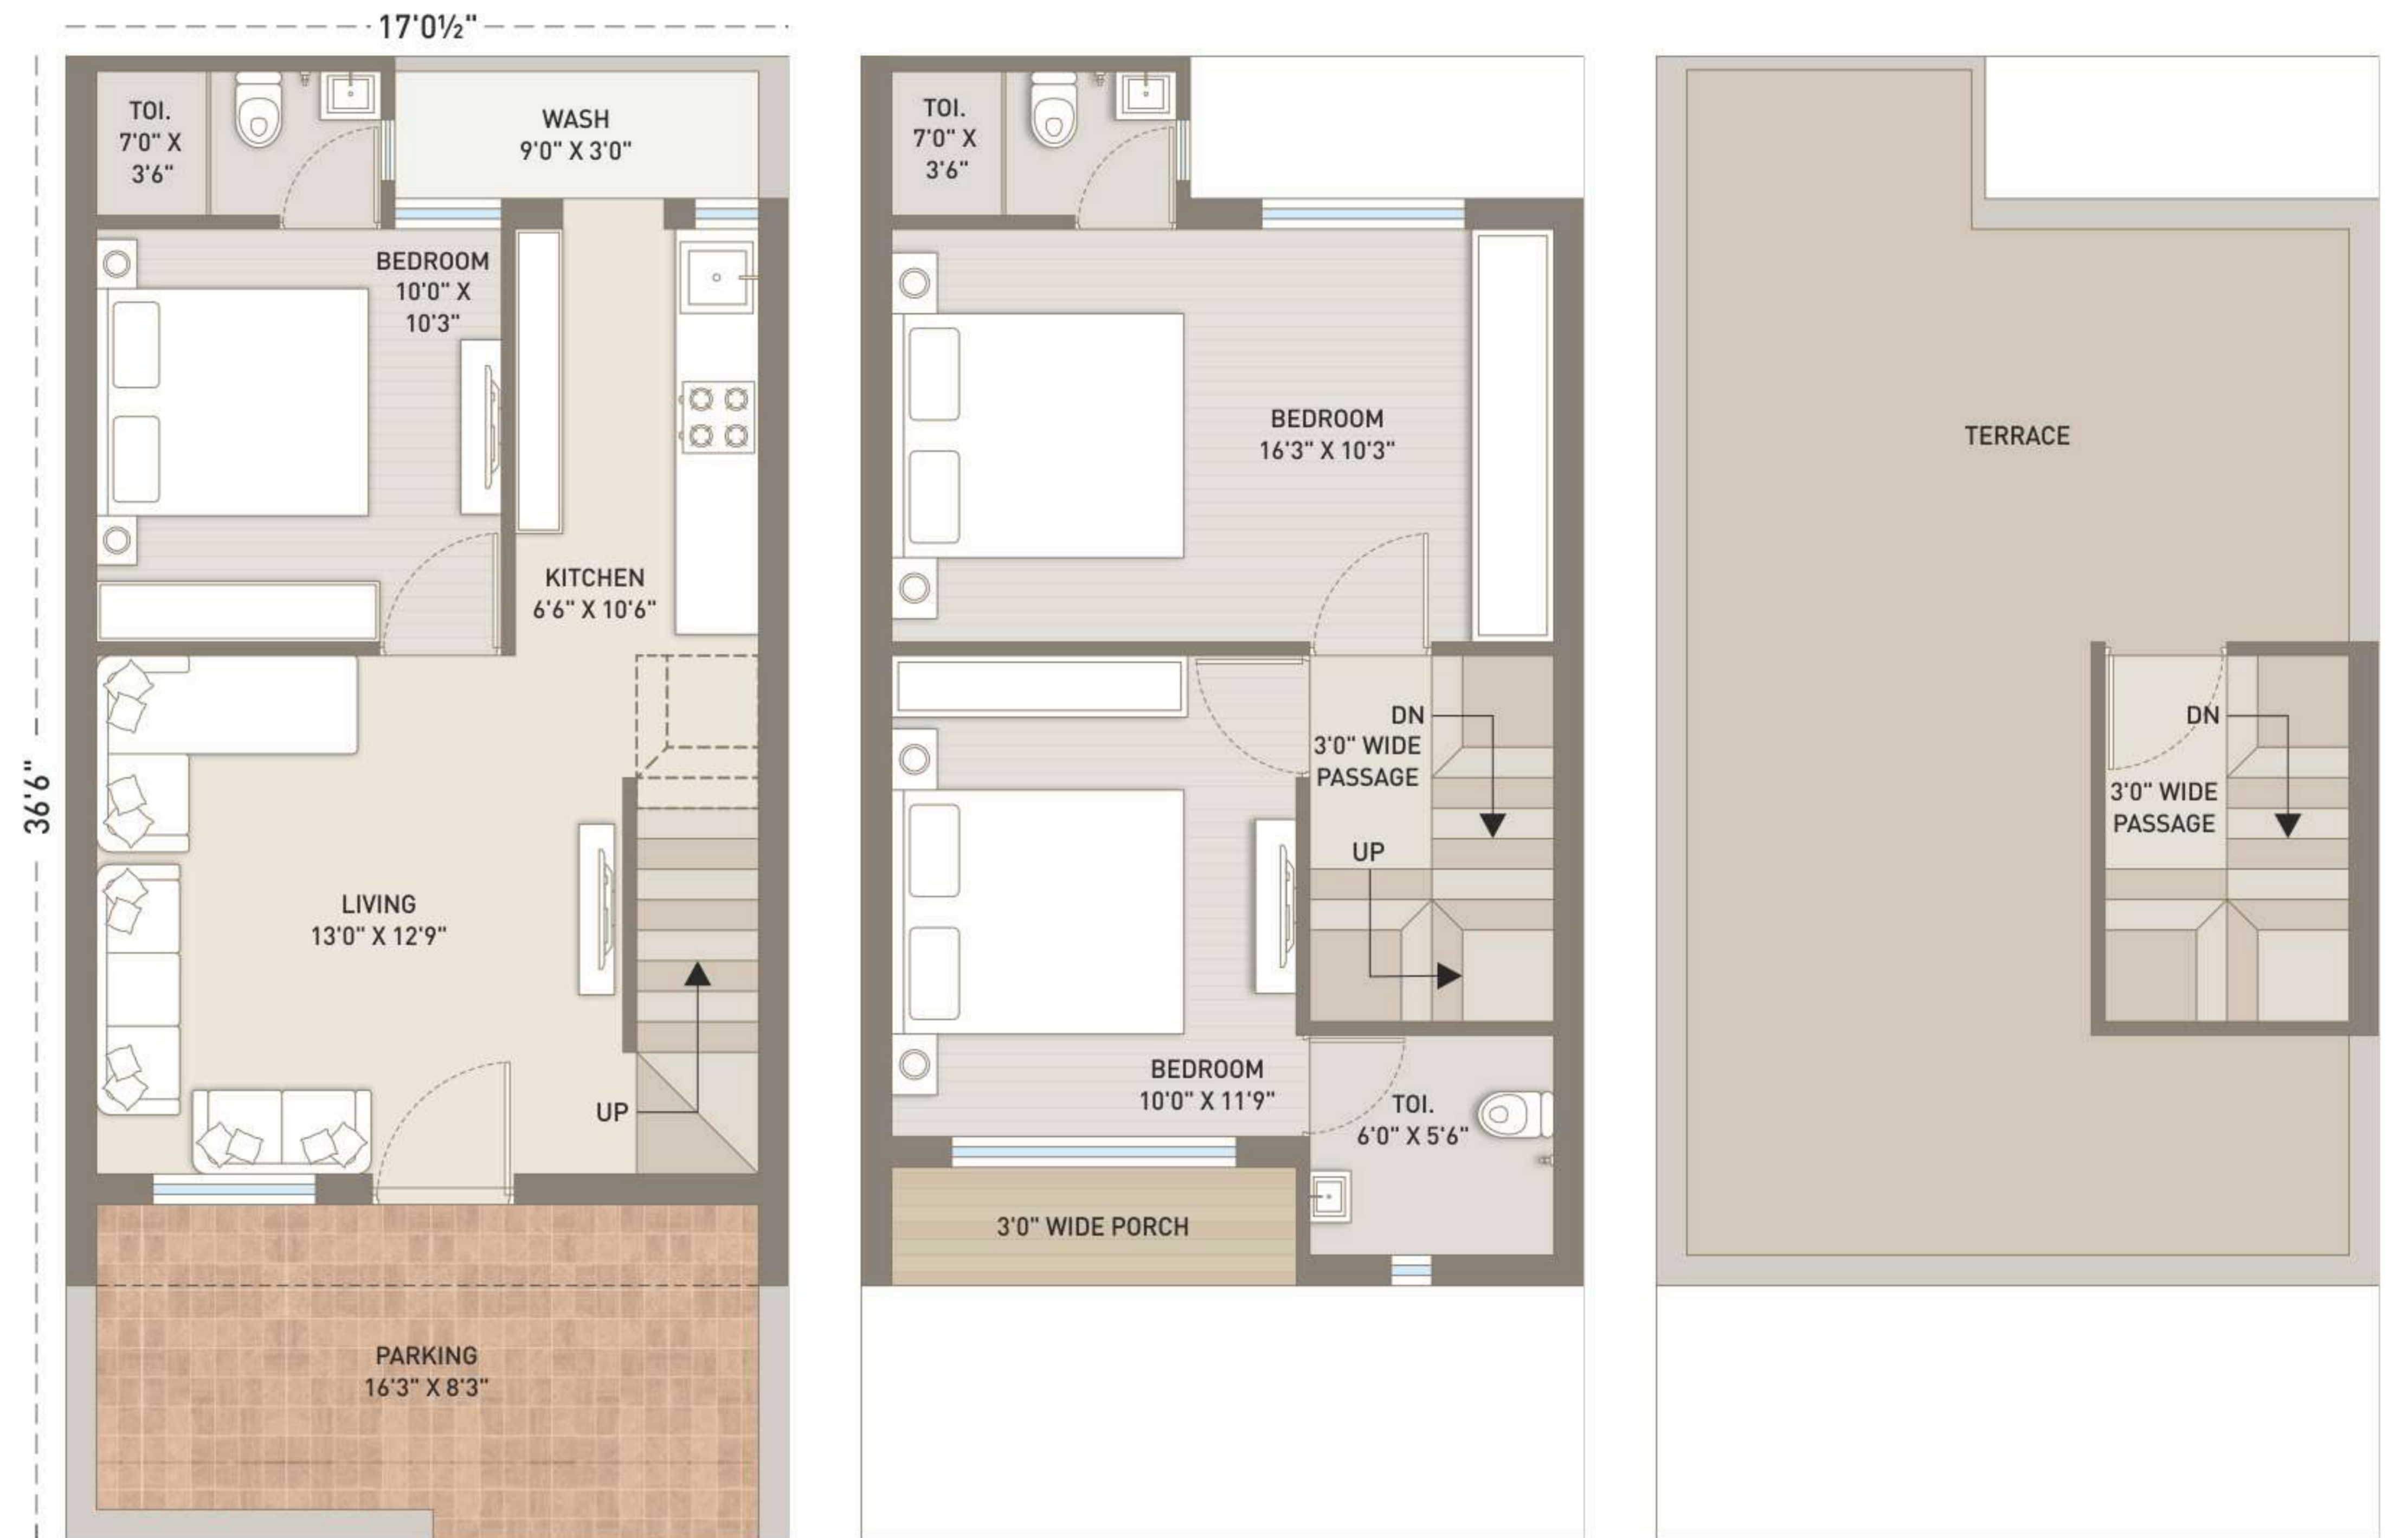 17'0½"
36'6"
TOI.
7'0" X
3'6"
WASH
9'0" X 3'0"
BEDROOM
10'0" X
10'3"
KITCHEN
6'6" X 10'6"
LIVING
13'0" X 12'9"
UP
PARKING
16'3" X 8'3"
TOI.
7'0" X
3'6"
BEDROOM
16'3" X 10'3"
DN
3'0" WIDE
PASSAGE
UP
BEDROOM
10'0" X 11'9"
TOI.
6'0" X 5'6"
3'0" WIDE PORCH
TERRACE
DN
3'0" WIDE
PASSAGE